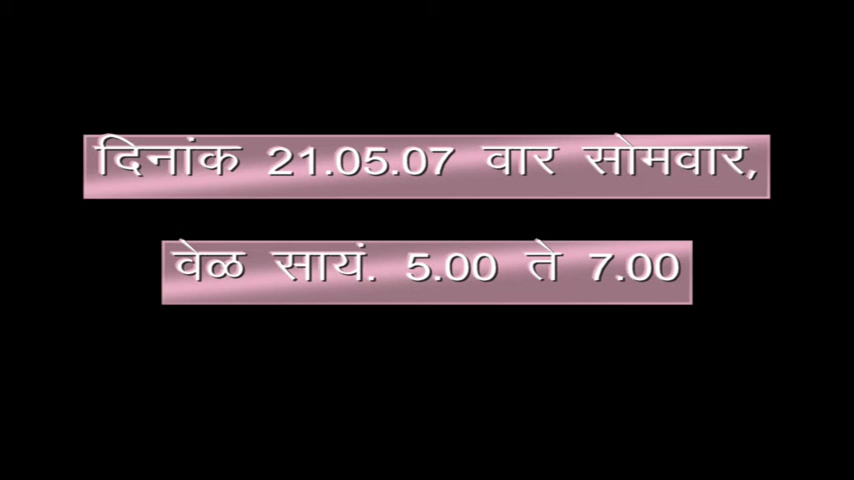 दिनांक 21.05.07 वार सोमवार,
वेळ सायं. 5.00 ते 7.00